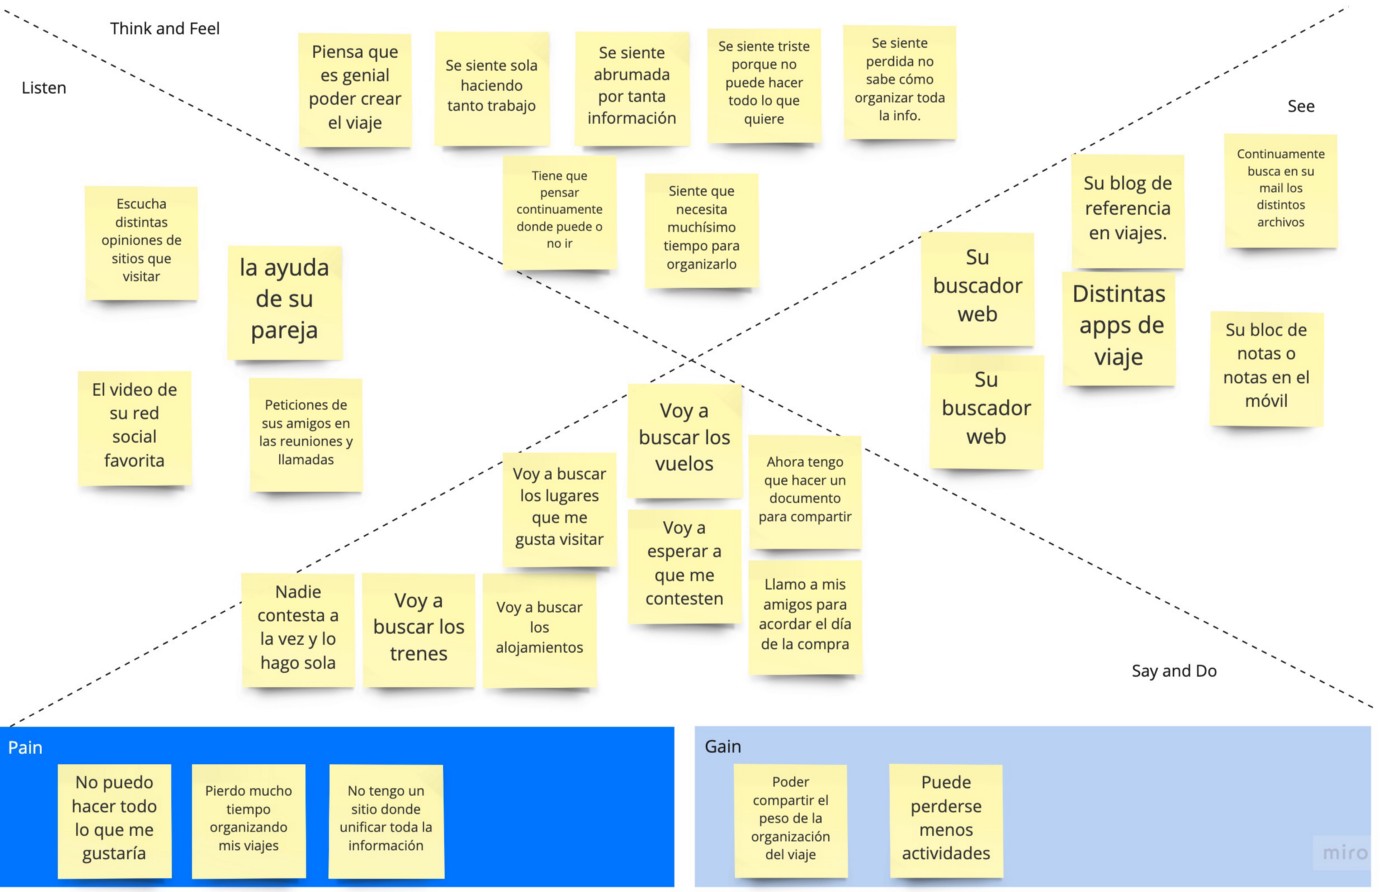 Think and Feel
Listen
See
Piensa que
es genial
poder crear
el viaje
Se siente sola
haciendo
tanto trabajo
Se siente
abrumada
por tanta
información
Se siente triste
porque no
puede hacer
todo lo que
quiere
Se siente
perdida no
sabe cómo
organizar toda
la info.
Tiene que
pensar
continuamente
donde puede o
no ir
Siente que
necesita
muchísimo
tiempo para
organizarlo
Escucha
distintas
opiniones de
sitios que
visitar
la ayuda
de su
pareja
El video de
su red
social
favorita
Peticiones de
sus amigos en
las reuniones y
llamadas
Su
buscador
web
Su blog de
referencia
en viajes.
Continuamente
busca en su
mail los
distintos
archivos
Distintas
apps de
viaje
Su
buscador
web
Su bloc de
notas o
notas en el
móvil
Voy a
buscar los
vuelos
Voy a buscar
los lugares
que me
gusta visitar
Ahora tengo
que hacer un
documento
para compartir
Voy a
esperar a
que me
contesten
Nadie
contesta a
la vez y lo
hago sola
Voy a
buscar los
trenes
Voy a buscar
los
alojamientos
Llamo a mis
amigos para
acordar el día
de la compra
Say and Do
Pain
No puedo
hacer todo
lo que me
gustaría
Pierdo mucho
tiempo
organizando
mis viajes
No tengo un
sitio donde
unificar toda la
información
Gain
Poder
compartir el
peso de la
organización
del viaje
Puede
perderse
menos
actividades
miro